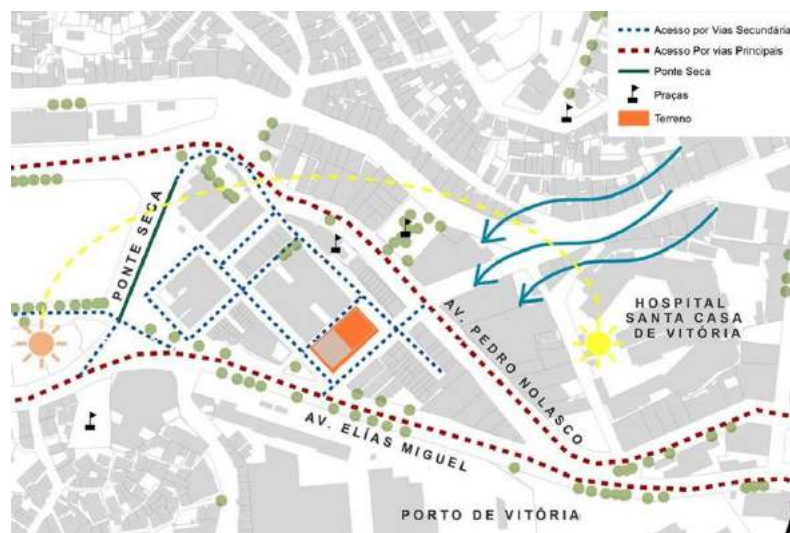 Acesso por Vias Secundária
Acesso Por vias Principais
Ponte Seca
Praças
Terreno
PONTE SECA
HOSPITAL
SANTA CASA
DE VITÓRIA
AV. PEDRO NOLASCO
AV. ELÍAS MIGUEL
PORTO DE VITÓRIA